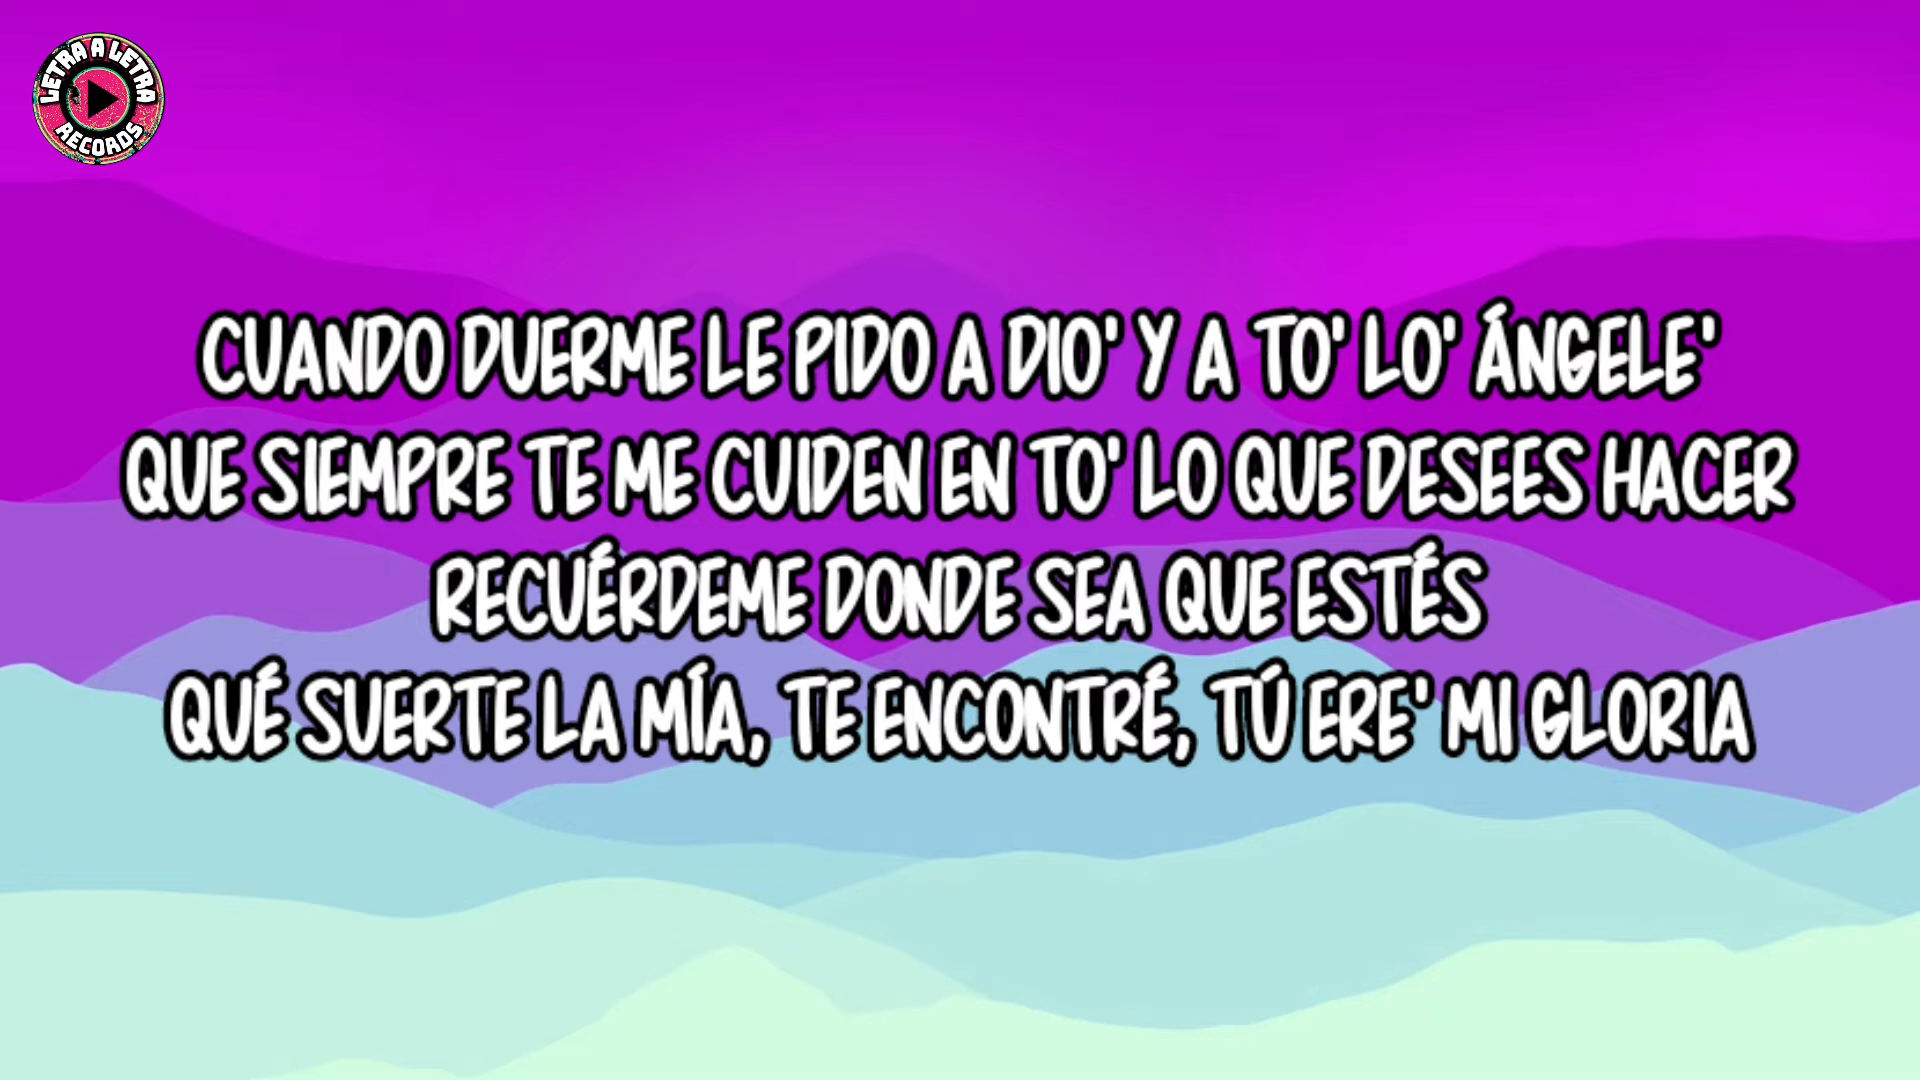 LETRA A LETRA
RECORDS
CUANDO DUERME LE PIDO A DIO' Y A TO' LO' ÁNGELE'
QUE SIEMPRE TE ME CUIDEN EN TO' LO QUE DESEES HACER
RECUÉRDEME DONDE SEA QUE ESTÉS
QUÉ SUERTE LA MÍA, TE ENCONTRÉ, TÚ ERE' MI GLORIA